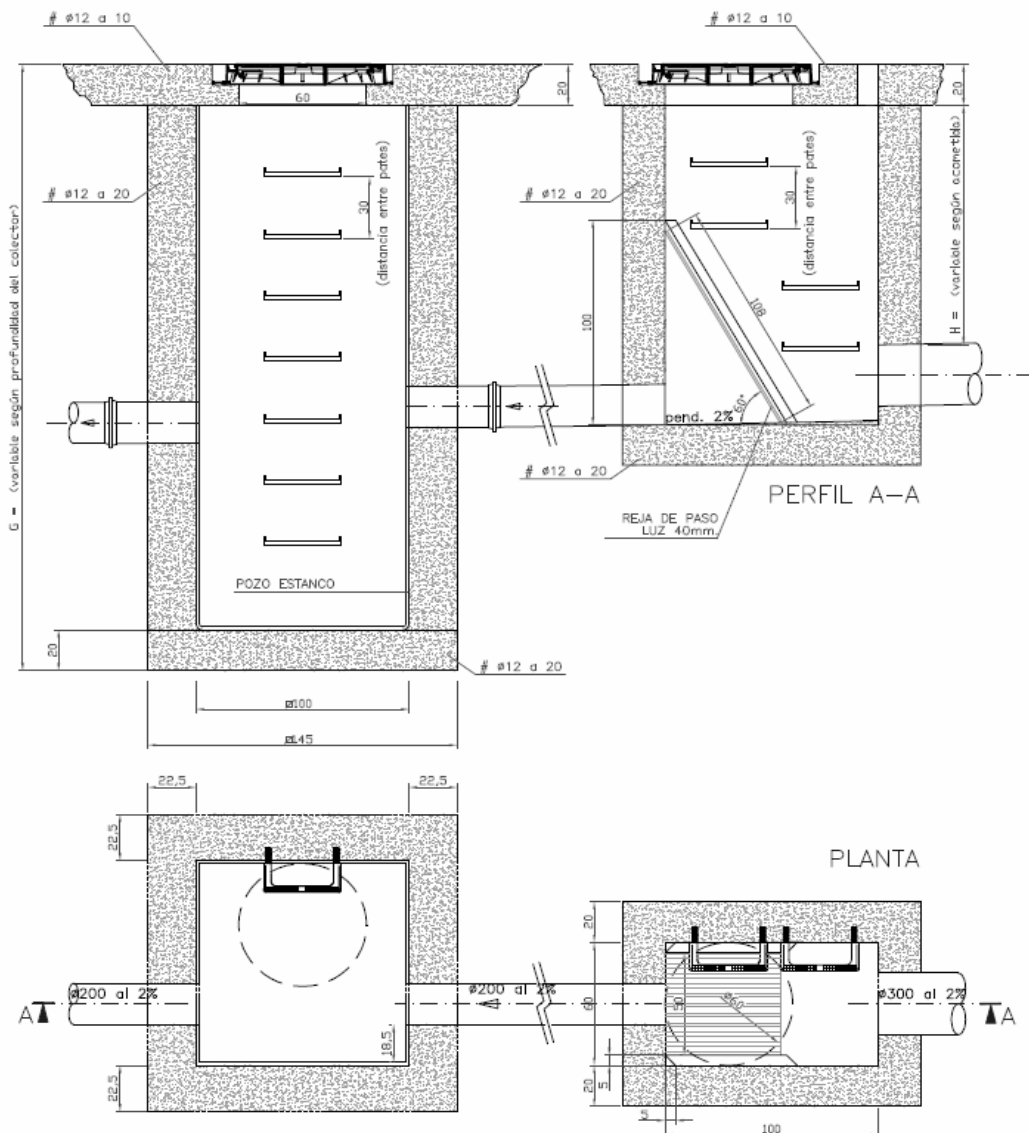 # ø12 a 10
# ø12 a 10
60
20
20
# ø12 a 20
# ø12 a 20
30
(distancia entre pates)
30
(distancia entre pates)
G = (variable según profundidad del colector)
H = (variable según acometida)
100
108
60°
pend. 2%
# ø12 a 20
PERFIL A-A
REJA DE PASO
LUZ 40mm.
POZO ESTANCO
20
# ø12 a 20
ø100
ø145
22,5
22,5
22,5
PLANTA
20
A
ø200 al 2%
ø200 al 2%
60
50
ø60
ø300 al 2%
A
18,5
22,5
5
20
5
100